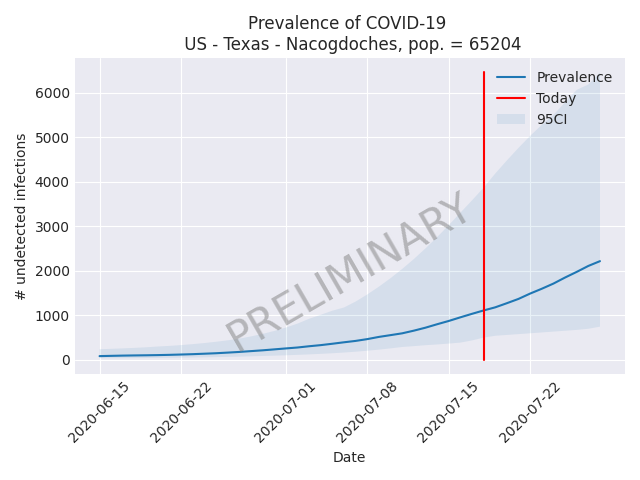 Prevalence of COVID-19
US - Texas - Nacogdoches, pop. = 65204
Prevalence
Today
95CI
PRELIMINARY
# undetected infections
6000
5000
4000
3000
2000
1000
0
2020-06-15
2020-06-22
2020-07-01
2020-07-08
2020-07-15
2020-07-22
Date